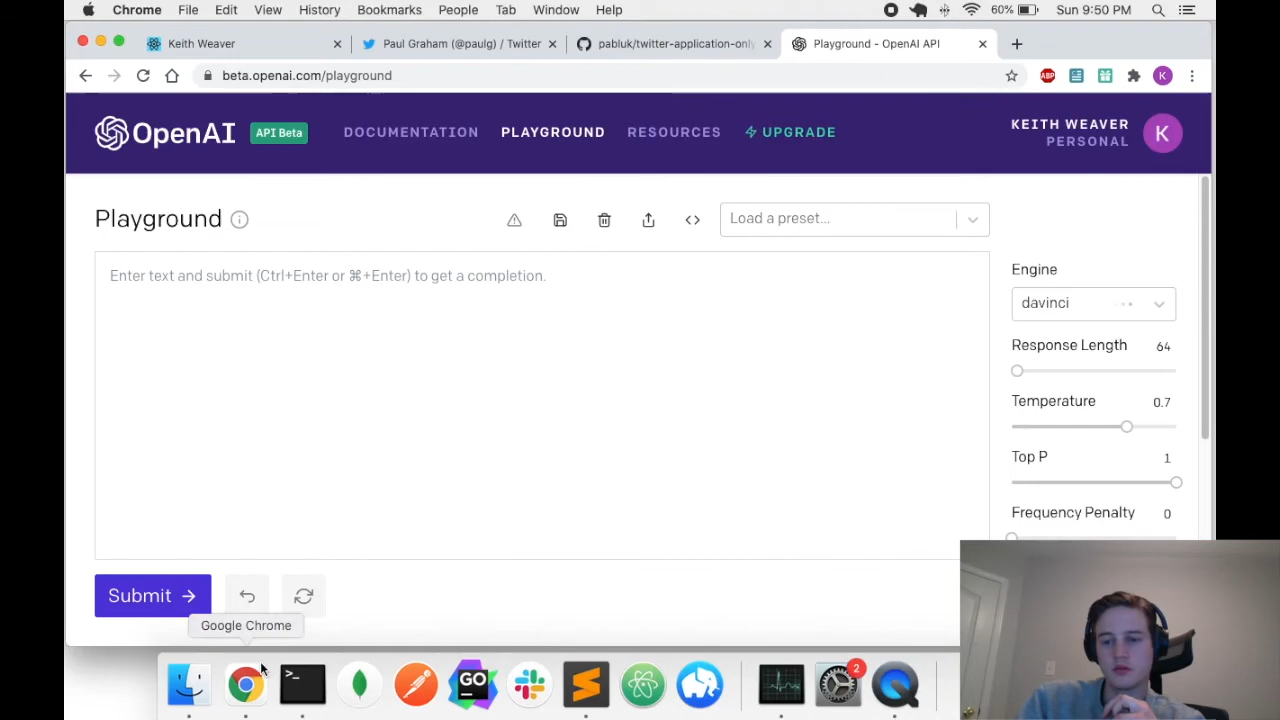 Chrome File Edit View History Bookmarks People Tab Window Help 60% Sun 9:50 PM
Keith Weaver Paul Graham (@paulg) / Twitter pabluk/twitter-application-only Playground - OpenAI API
beta.openai.com/playground
ABP K
OpenAI API Beta DOCUMENTATION PLAYGROUND RESOURCES UPGRADE KEITH WEAVER K
PERSONAL
Playground Load a preset...
Enter text and submit (Ctrl+Enter or ⌘+Enter) to get a completion.
Engine
davinci
Response Length 64
Temperature 0.7
Top P 1
Frequency Penalty 0
Submit
Google Chrome
GO
2